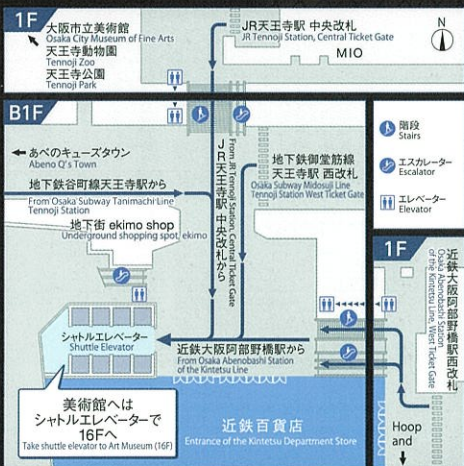 1F
大阪市立美術館
Osaka City Museum of Fine Arts
天王寺動物園
Tennoji Zoo
天王寺公園
Tennoji Park
JR天王寺駅 中央改札
JR Tennoji Station, Central Ticket Gate
MIO
N
B1F
← あべのキューズタウン
Abeno Q's Town
地下鉄谷町線天王寺駅から
From Osaka Subway Tanimachi Line
Tennoji Station
地下街 ekimo shop
Underground shopping spot, ekimo
JR天王寺駅 中央改札から
From JR Tennoji Station, Central Ticket Gate
地下鉄御堂筋線
天王寺駅 西改札
Osaka Subway Midosuji Line
Tennoji Station West Ticket Gate
階段
Stairs
エスカレーター
Escalator
エレベーター
Elevator
1F
近鉄大阪阿部野橋駅西改札
Osaka Abenobashi Station
of the Kintetsu Line, West Ticket Gate
シャトルエレベーター
Shuttle Elevator
近鉄大阪阿部野橋駅から
From Osaka Abenobashi Station
of the Kintetsu Line
美術館へは
シャトルエレベーターで
16Fへ
Take shuttle elevator to Art Museum (16F)
近鉄百貨店
Entrance of the Kintetsu Department Store
Hoop
and